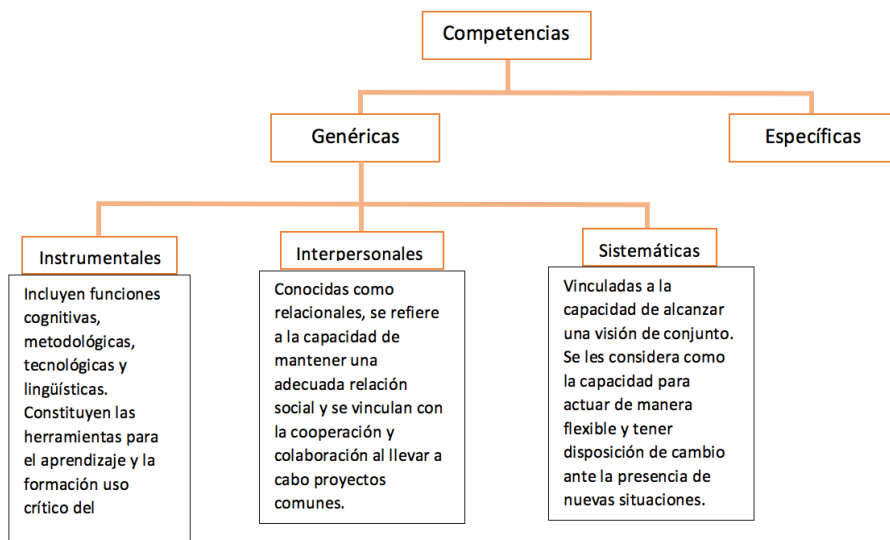 Competencias
Genéricas
Específicas
Instrumentales
Incluyen funciones
cognitivas,
metodológicas,
tecnológicas y
lingüísticas.
Constituyen las
herramientas para
el aprendizaje y la
formación uso
crítico del
Interpersonales
Conocidas como
relacionales, se refiere
a la capacidad de
mantener una
adecuada relación
social y se vinculan con
la cooperación y
colaboración al llevar a
cabo proyectos
comunes.
Sistemáticas
Vinculadas a la
capacidad de alcanzar
una visión de conjunto.
Se les considera como
la capacidad para
actuar de manera
flexible y tener
disposición de cambio
ante la presencia de
nuevas situaciones.